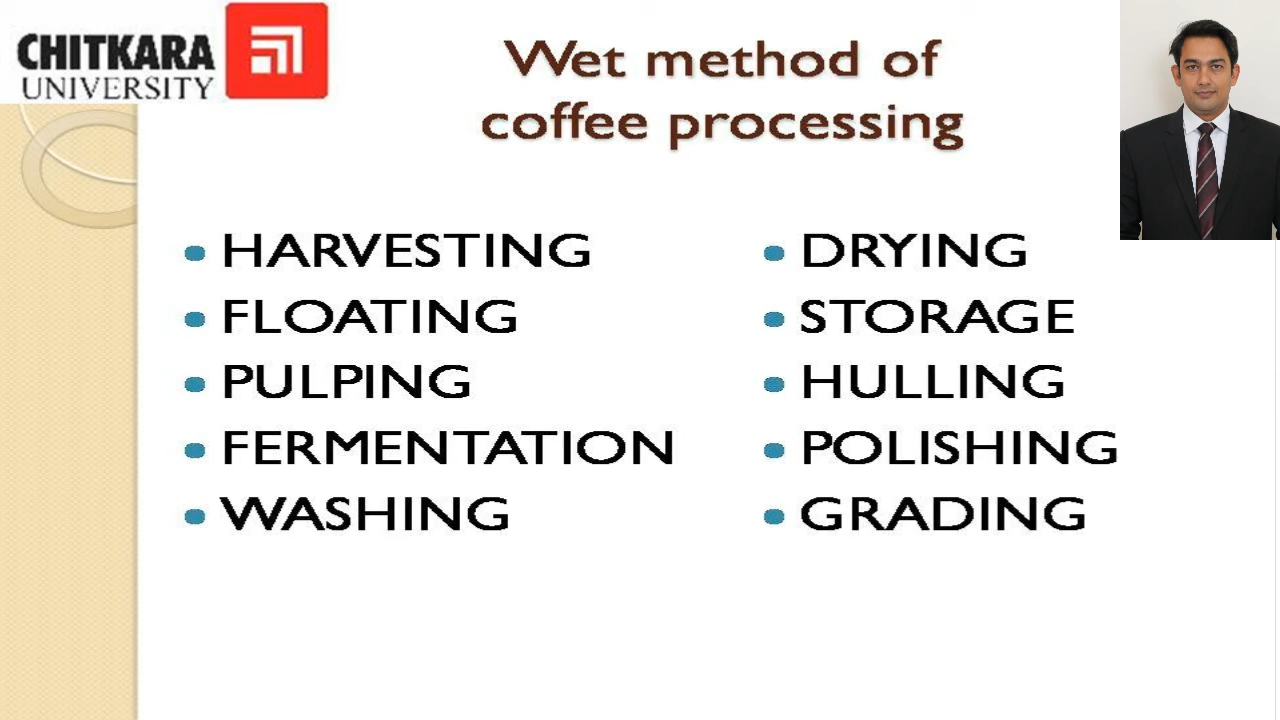 CHITKARA
UNIVERSITY
Wet method of
coffee processing
• HARVESTING
• FLOATING
• PULPING
• FERMENTATION
• WASHING
• DRYING
• STORAGE
• HULLING
• POLISHING
• GRADING